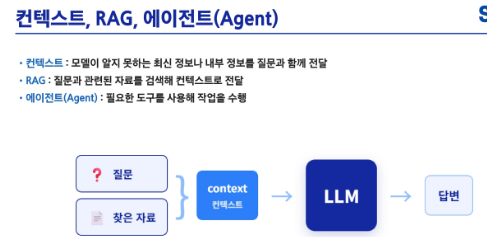 컨텍스트, RAG, 에이전트(Agent)
S
· 컨텍스트 : 모델이 알지 못하는 최신 정보나 내부 정보를 질문과 함께 전달
· RAG : 질문과 관련된 자료를 검색해 컨텍스트로 전달
· 에이전트(Agent) : 필요한 도구를 사용해 작업을 수행
? 질문
찾은 자료
context
컨텍스트
LLM
답변